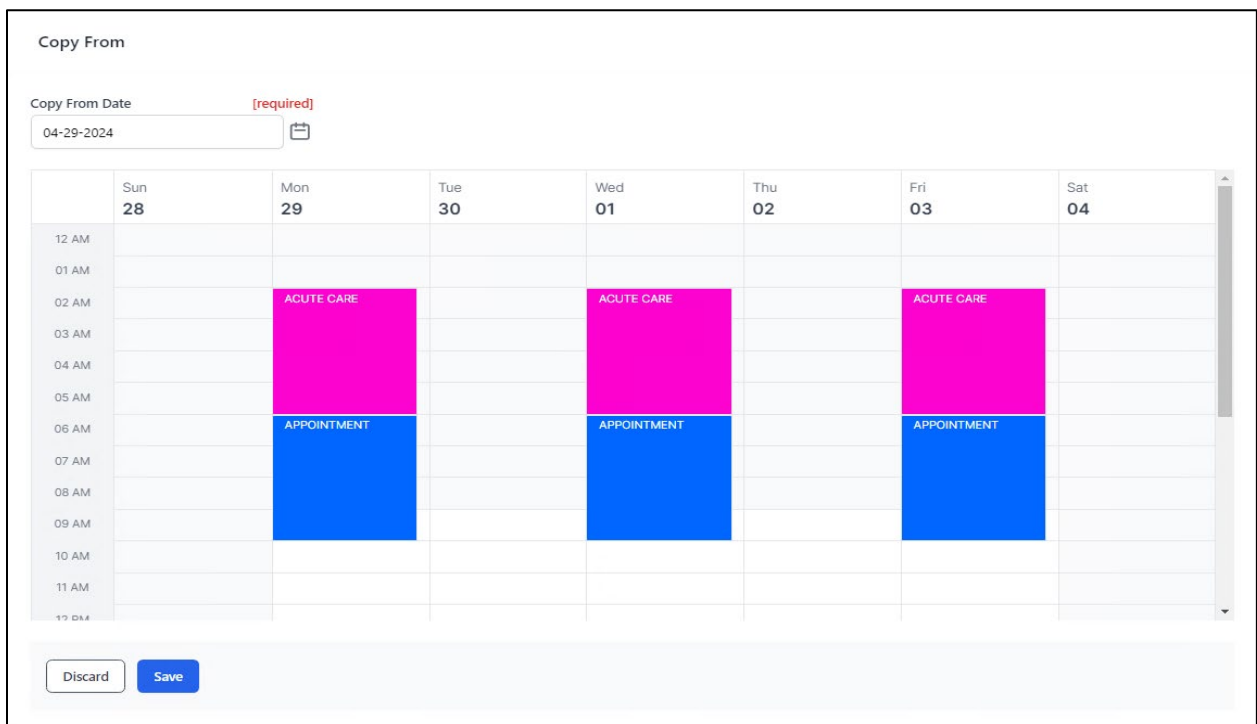 Copy From
Copy From Date [required]
04-29-2024
Sun Mon Tue Wed Thu Fri Sat
28 29 30 01 02 03 04
12 AM
01 AM
02 AM ACUTE CARE ACUTE CARE ACUTE CARE
03 AM
04 AM
05 AM
06 AM APPOINTMENT APPOINTMENT APPOINTMENT
07 AM
08 AM
09 AM
10 AM
11 AM
12 PM
Discard Save